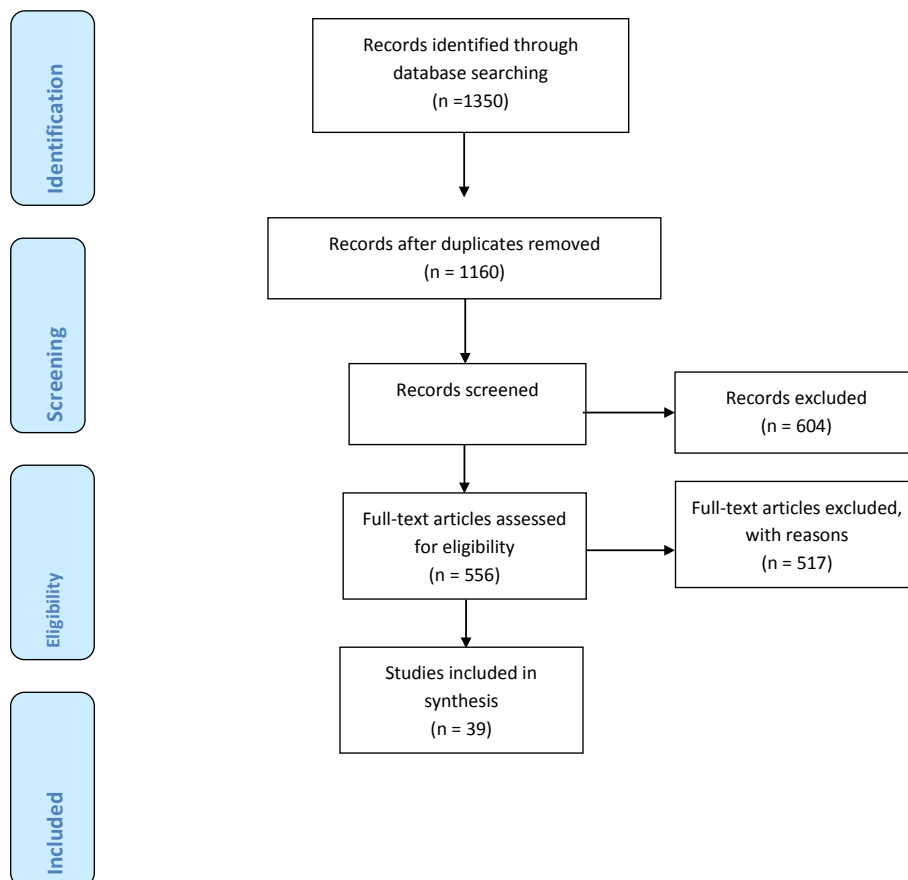 Identification
Records identified through
database searching
(n =1350)
Records after duplicates removed
(n = 1160)
Screening
Records screened
Records excluded
(n = 604)
Eligibility
Full-text articles assessed
for eligibility
(n = 556)
Full-text articles excluded,
with reasons
(n = 517)
Studies included in
synthesis
(n = 39)
Included